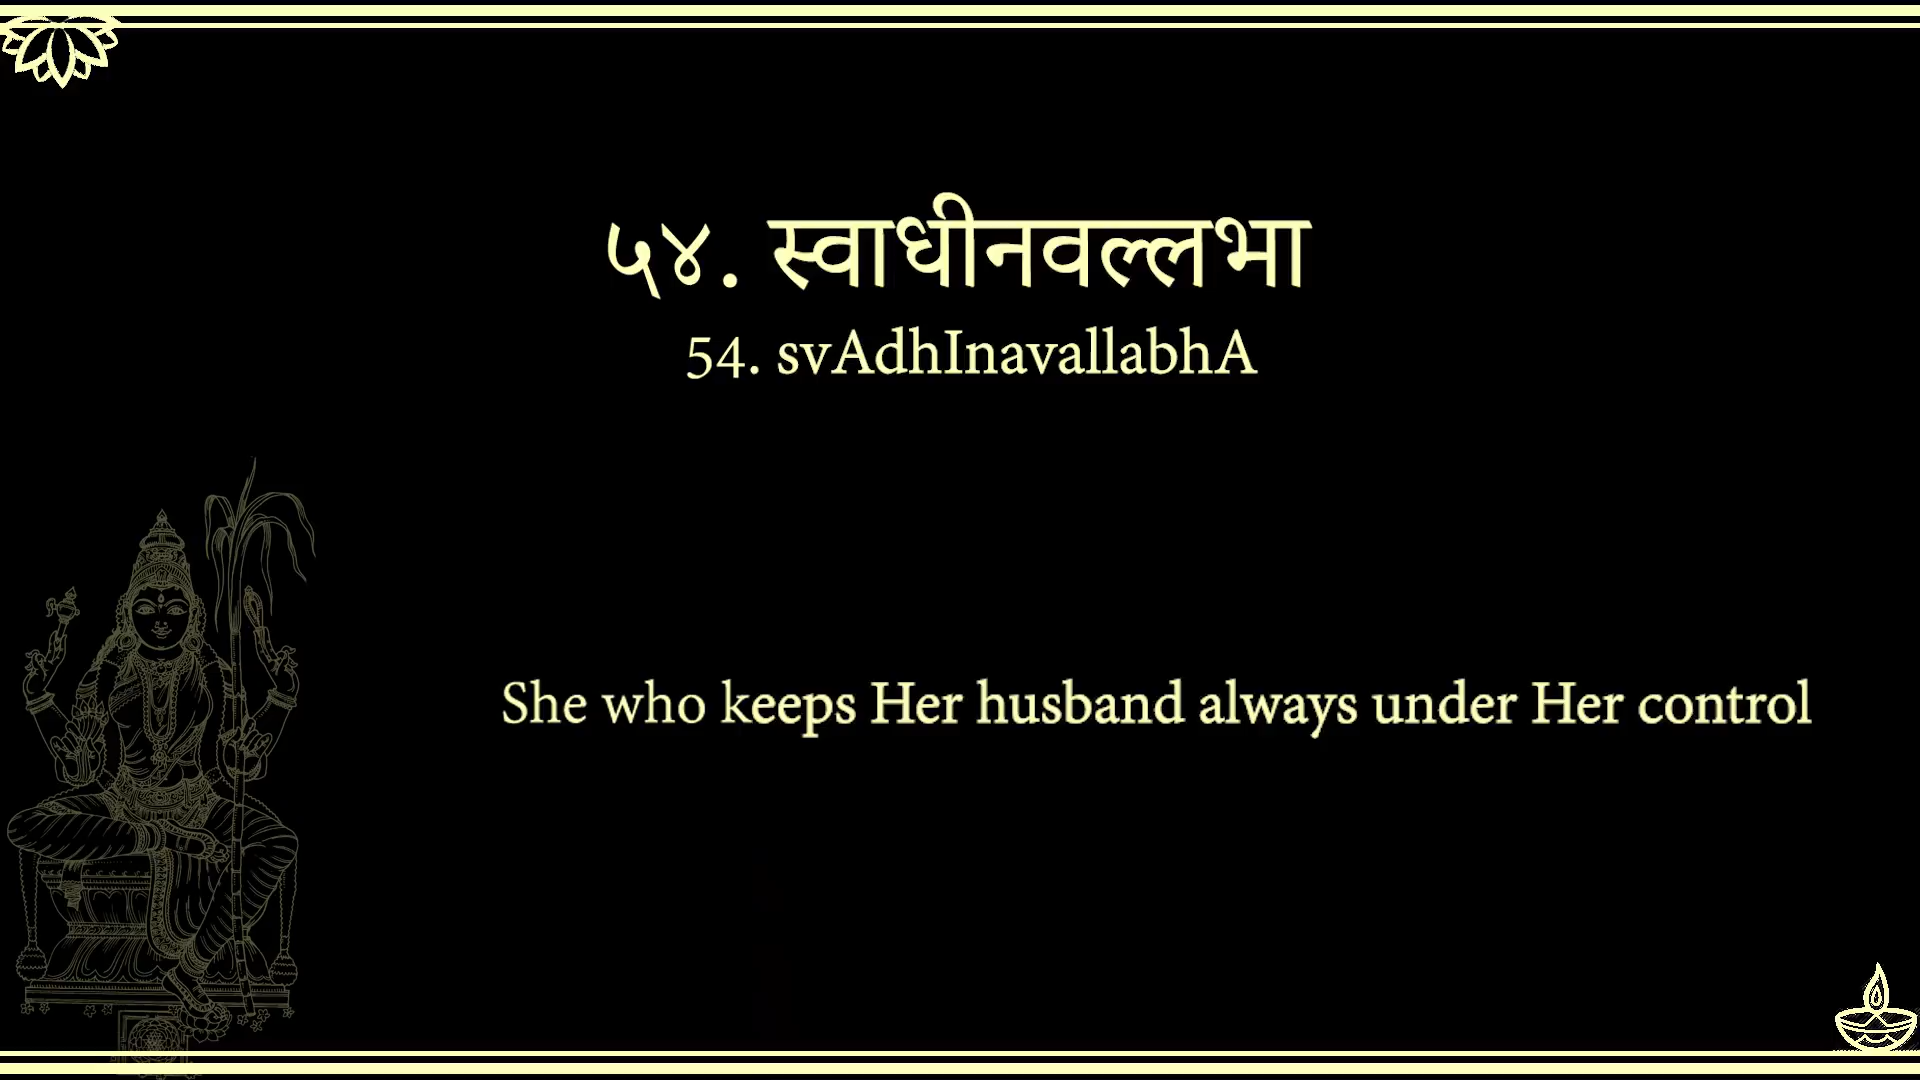 ५४. स्वाधीनवल्लभा
54. svAdhInavallabhA
She who keeps Her husband always under Her control